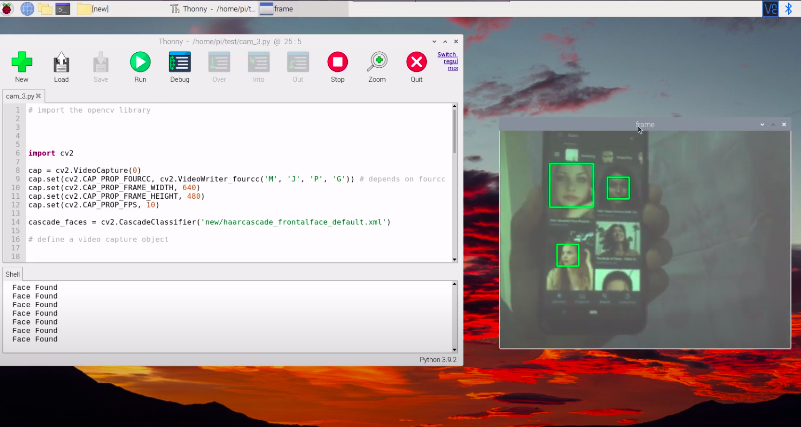 [new]
Thonny - /home/pi/t...
frame
Thonny - /home/pi/test/cam_3.py @ 25 : 5
New
Load
Save
Run
Debug
Over
Into
Out
Stop
Zoom
Quit
Switch
regul
mo
cam_3.py
1 # import the opencv library
2
3
4
5
6 import cv2
7
8 cap = cv2.VideoCapture(0)
9 cap.set(cv2.CAP_PROP_FOURCC, cv2.VideoWriter_fourcc('M', 'J', 'P', 'G')) # depends on fourcc
10 cap.set(cv2.CAP_PROP_FRAME_WIDTH, 640)
11 cap.set(cv2.CAP_PROP_FRAME_HEIGHT, 480)
12 cap.set(cv2.CAP_PROP_FPS, 10)
13
14 cascade_faces = cv2.CascadeClassifier('new/haarcascade_frontalface_default.xml')
15
16 # define a video capture object
17
18
frame
Shell
Face Found
Face Found
Face Found
Face Found
Face Found
Face Found
Face Found
Python 3.9.2